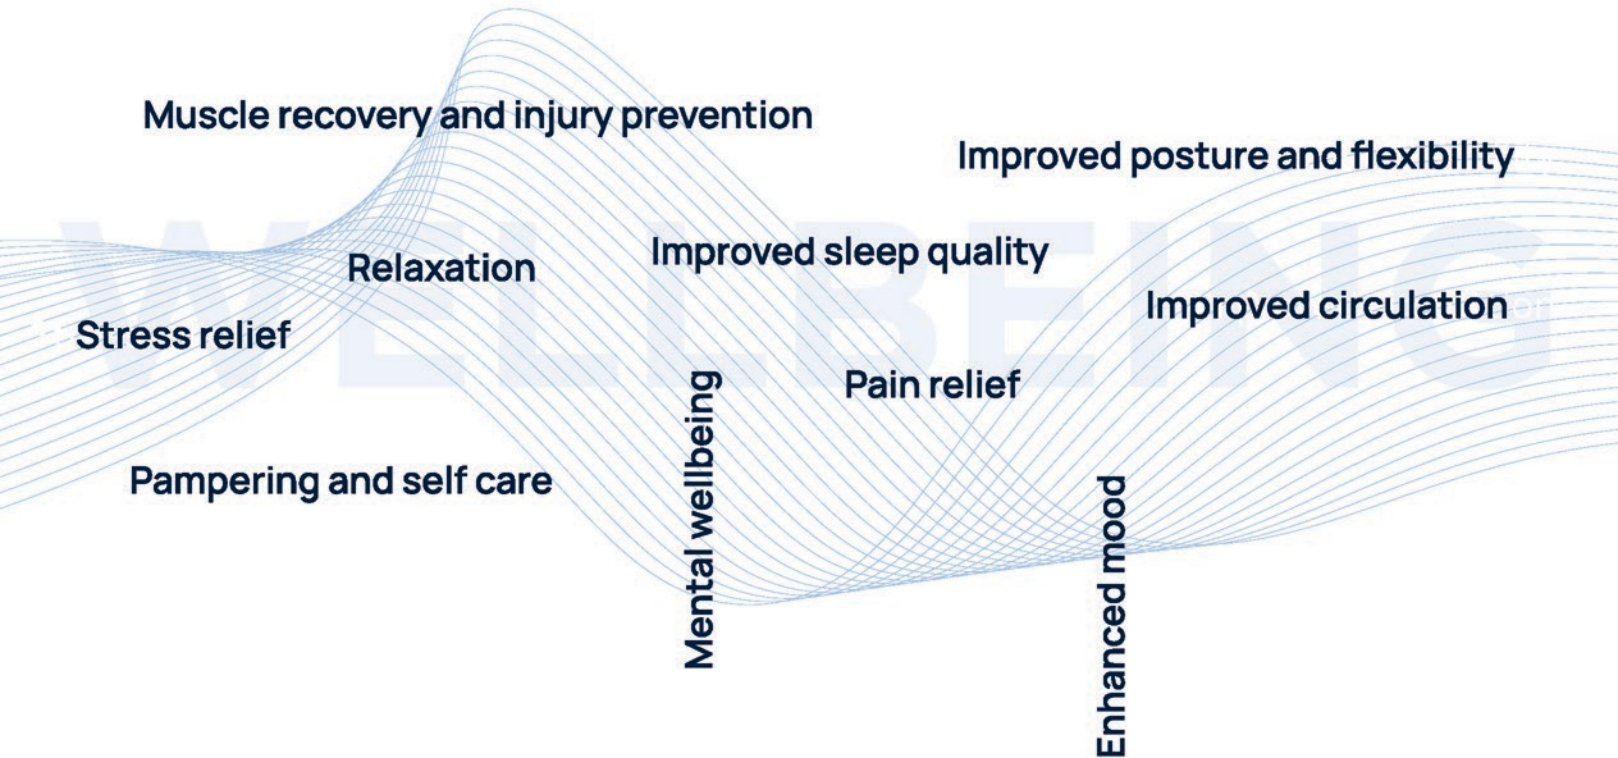 Muscle recovery and injury prevention
Improved posture and flexibility
WELLBEING
Improved sleep quality
Relaxation
Improved circulation
Stress relief
Pain relief
Mental wellbeing
Pampering and self care
Enhanced mood